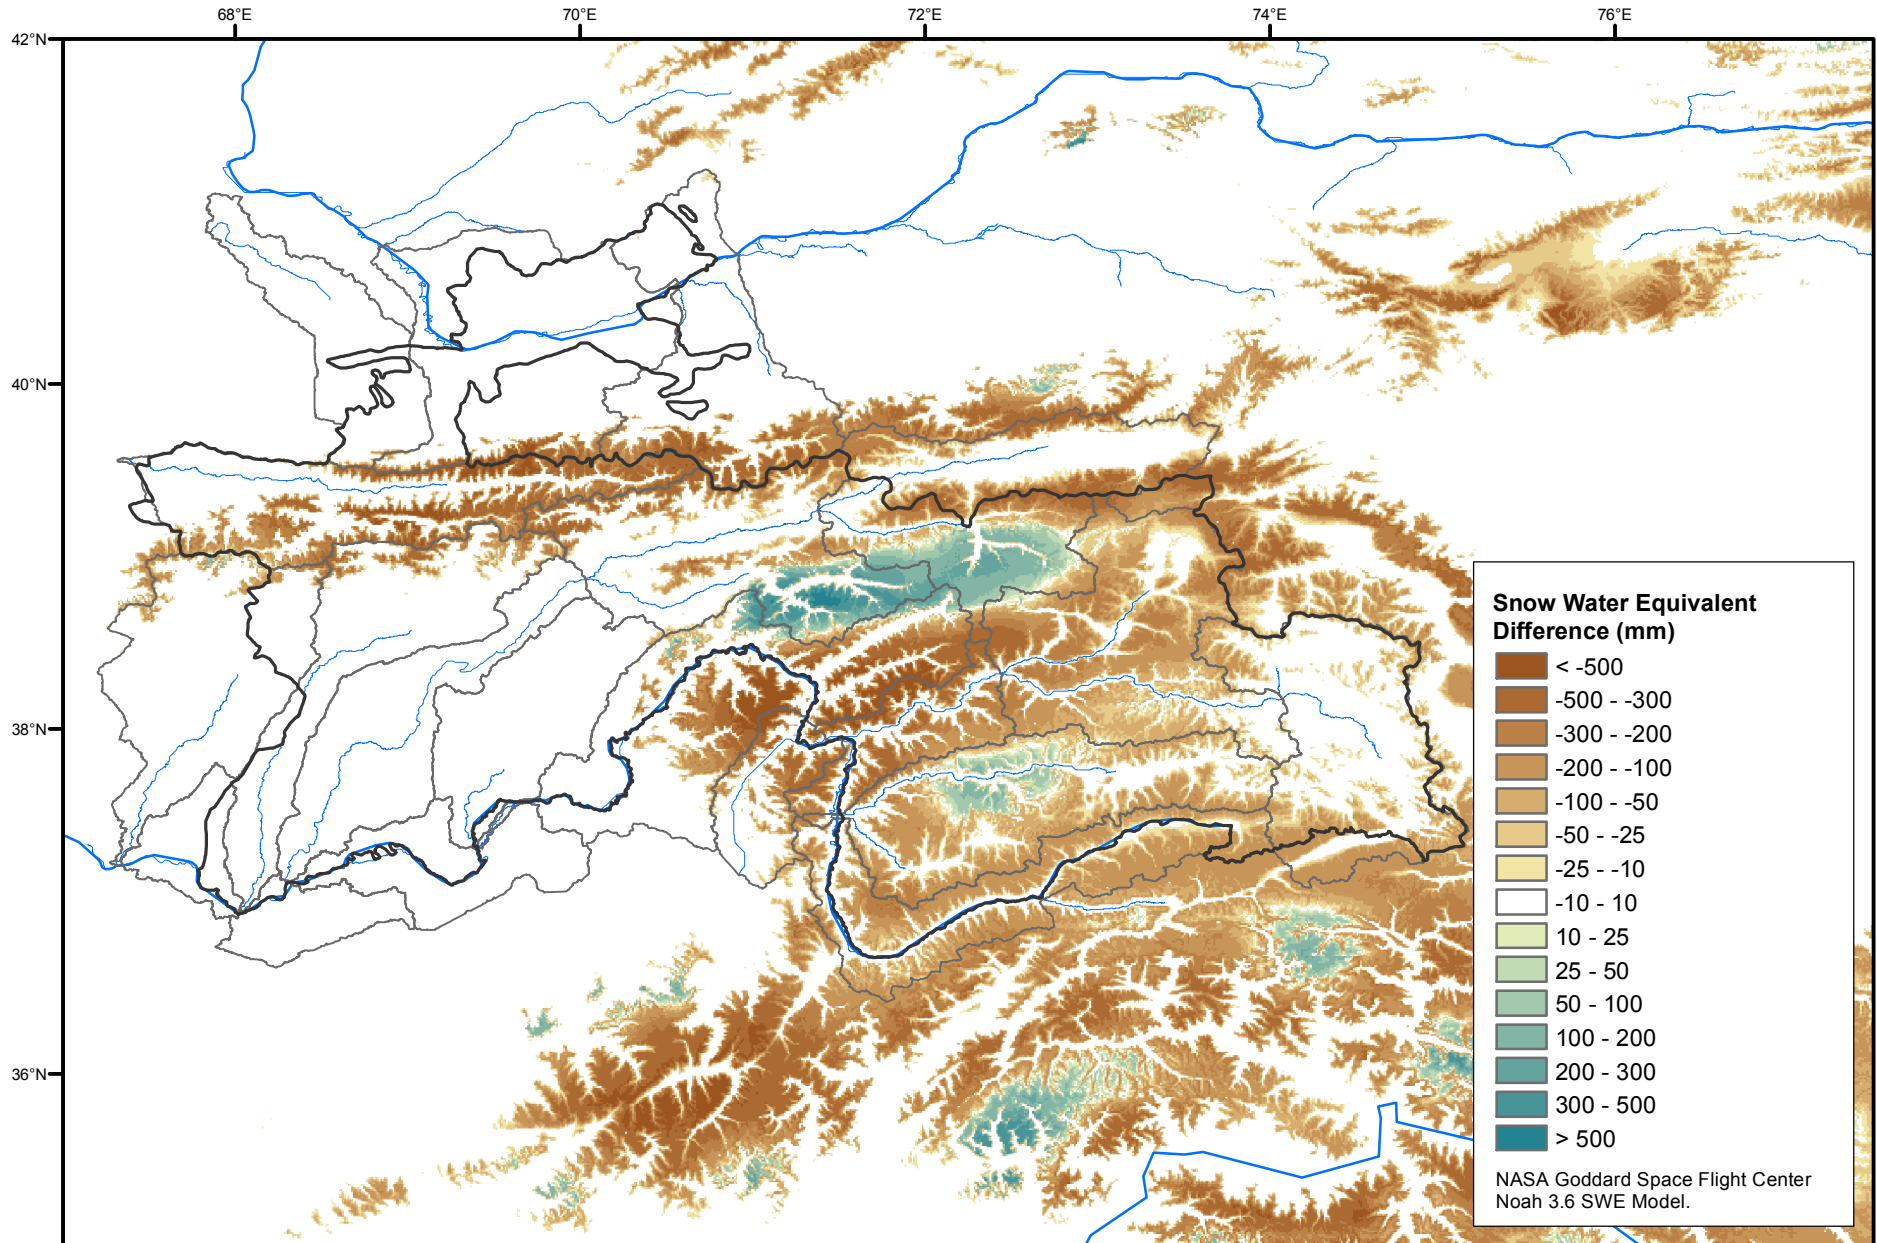 68°E
70°E
72°E
74°E
76°E
42°N
40°N
38°N
36°N
Snow Water Equivalent
Difference (mm)
< -500
-500 - -300
-300 - -200
-200 - -100
-100 - -50
-50 - -25
-25 - -10
-10 - 10
10 - 25
25 - 50
50 - 100
100 - 200
200 - 300
300 - 500
> 500
NASA Goddard Space Flight Center
Noah 3.6 SWE Model.